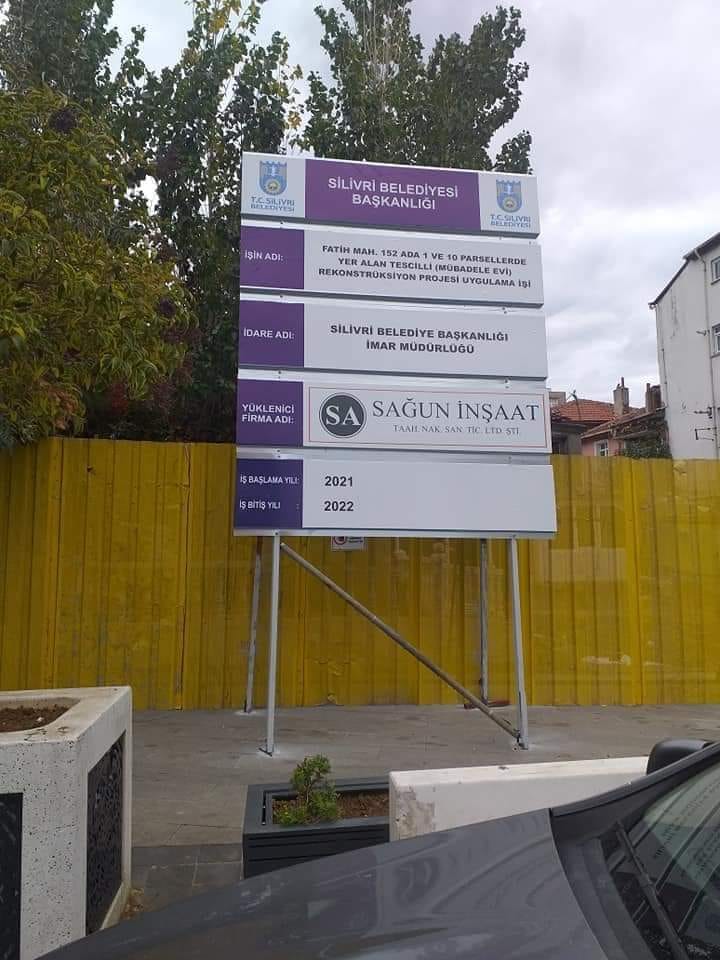 T.C. SİLİVRİ
BELEDİYESİ
SİLİVRİ BELEDİYESİ
BAŞKANLIĞI
T.C. SİLİVRİ
BELEDİYESİ
İŞİN ADI:
FATİH MAH. 152 ADA 1 VE 10 PARSELLERDE
YER ALAN TESCİLLİ (MÜBADELE EVİ)
REKONSTRÜKSİYON PROJESİ UYGULAMA İŞİ
İDARE ADI:
SİLİVRİ BELEDİYE BAŞKANLIĞI
İMAR MÜDÜRLÜĞÜ
YÜKLENİCİ
FİRMA ADI:
SA
SAĞUN İNŞAAT
TAAH. NAK. SAN. TİC. LTD. ŞTİ.
İŞ BAŞLAMA YILI: 2021
İŞ BİTİŞ YILI : 2022